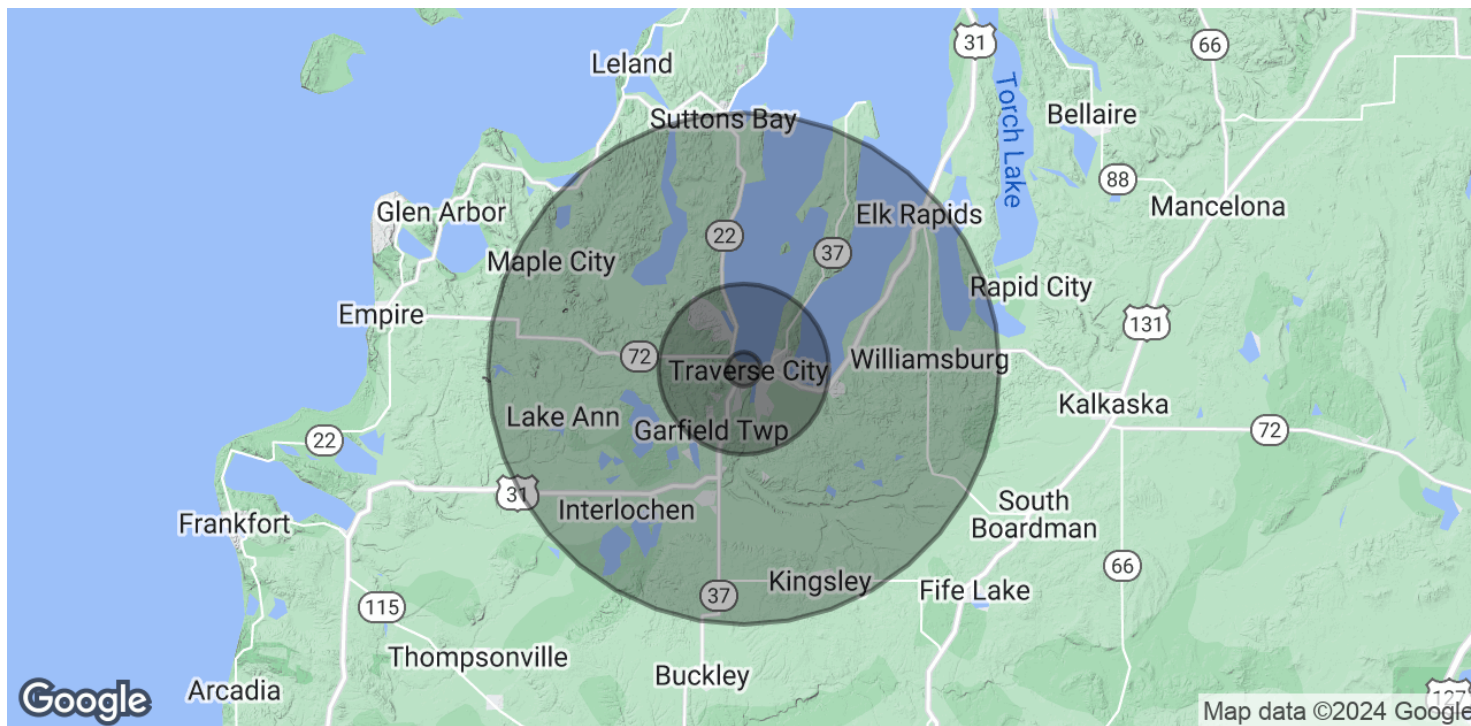 31
66
Leland
Torch Lake
Bellaire
Suttons Bay
88
Glen Arbor
Elk Rapids
Mancelona
22
37
Maple City
Rapid City
Empire
131
72
Traverse City
Williamsburg
Kalkaska
Lake Ann
Garfield Twp
22
72
31
Interlochen
South
Boardman
Frankfort
66
Kingsley
Fife Lake
37
115
Thompsonville
Buckley
Arcadia
127
Google
Map data ©2024 Google